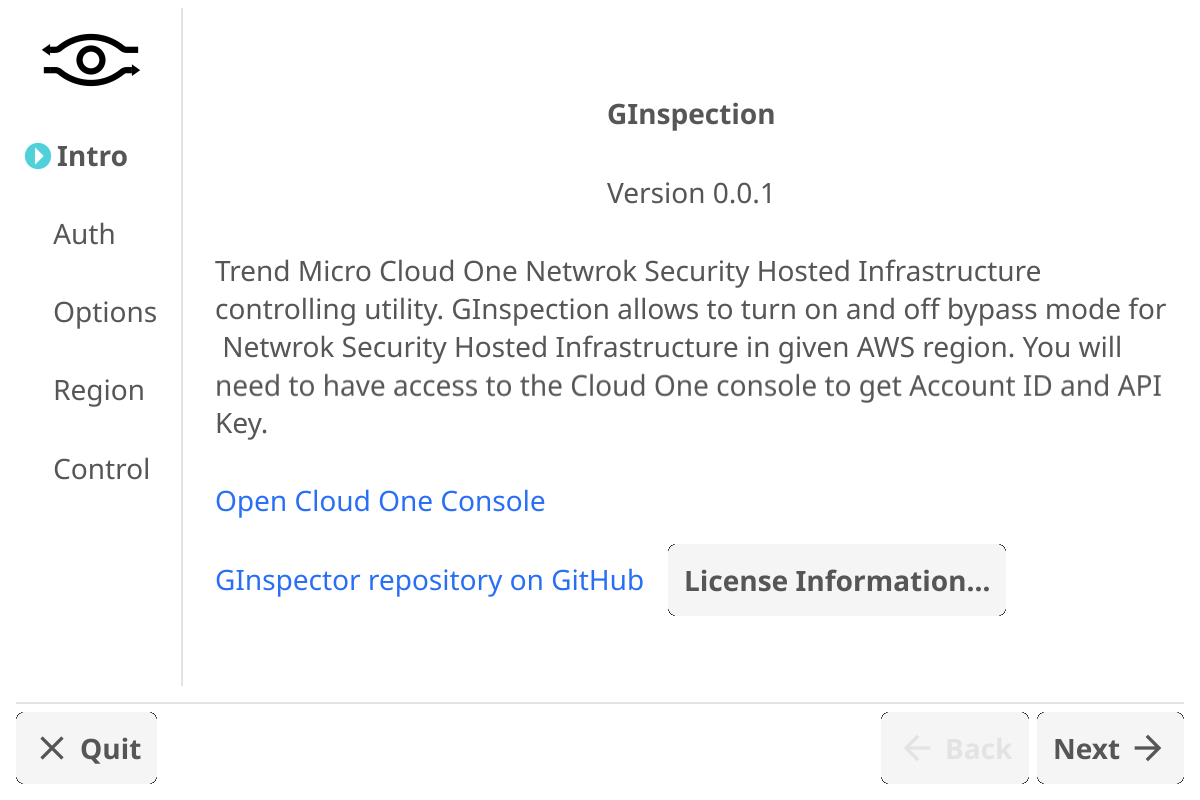 Intro
Auth
Options
Region
Control
GInspection
Version 0.0.1
Trend Micro Cloud One Netwrok Security Hosted Infrastructure
controlling utility. GInspection allows to turn on and off bypass mode for
Netwrok Security Hosted Infrastructure in given AWS region. You will
need to have access to the Cloud One console to get Account ID and API
Key.
Open Cloud One Console
GInspector repository on GitHub
License Information...
Quit
Back
Next